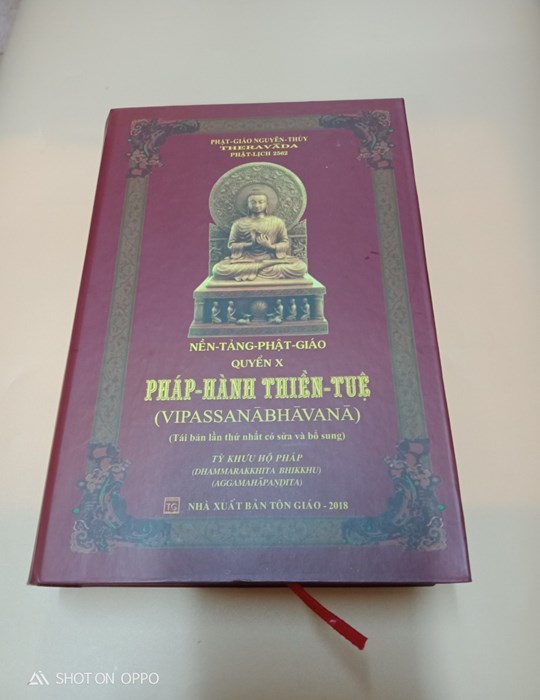 PHẬT-GIÁO NGUYÊN-THỦY
THERAVĀDA
PHẬT-LỊCH 2562
NỀN-TẢNG-PHẬT-GIÁO
QUYỂN X
PHÁP-HÀNH THIỀN-TUỆ
(VIPASSANĀBHĀVANĀ)
(Tái bản lần thứ nhất có sửa và bổ sung)
TỲ KHƯU HỘ PHÁP
(DHAMMARAKKHITA BHIKKHU)
(AGGAMAHĀPAṆḌITA)
TG
NHÀ XUẤT BẢN TÔN GIÁO - 2018
SHOT ON OPPO